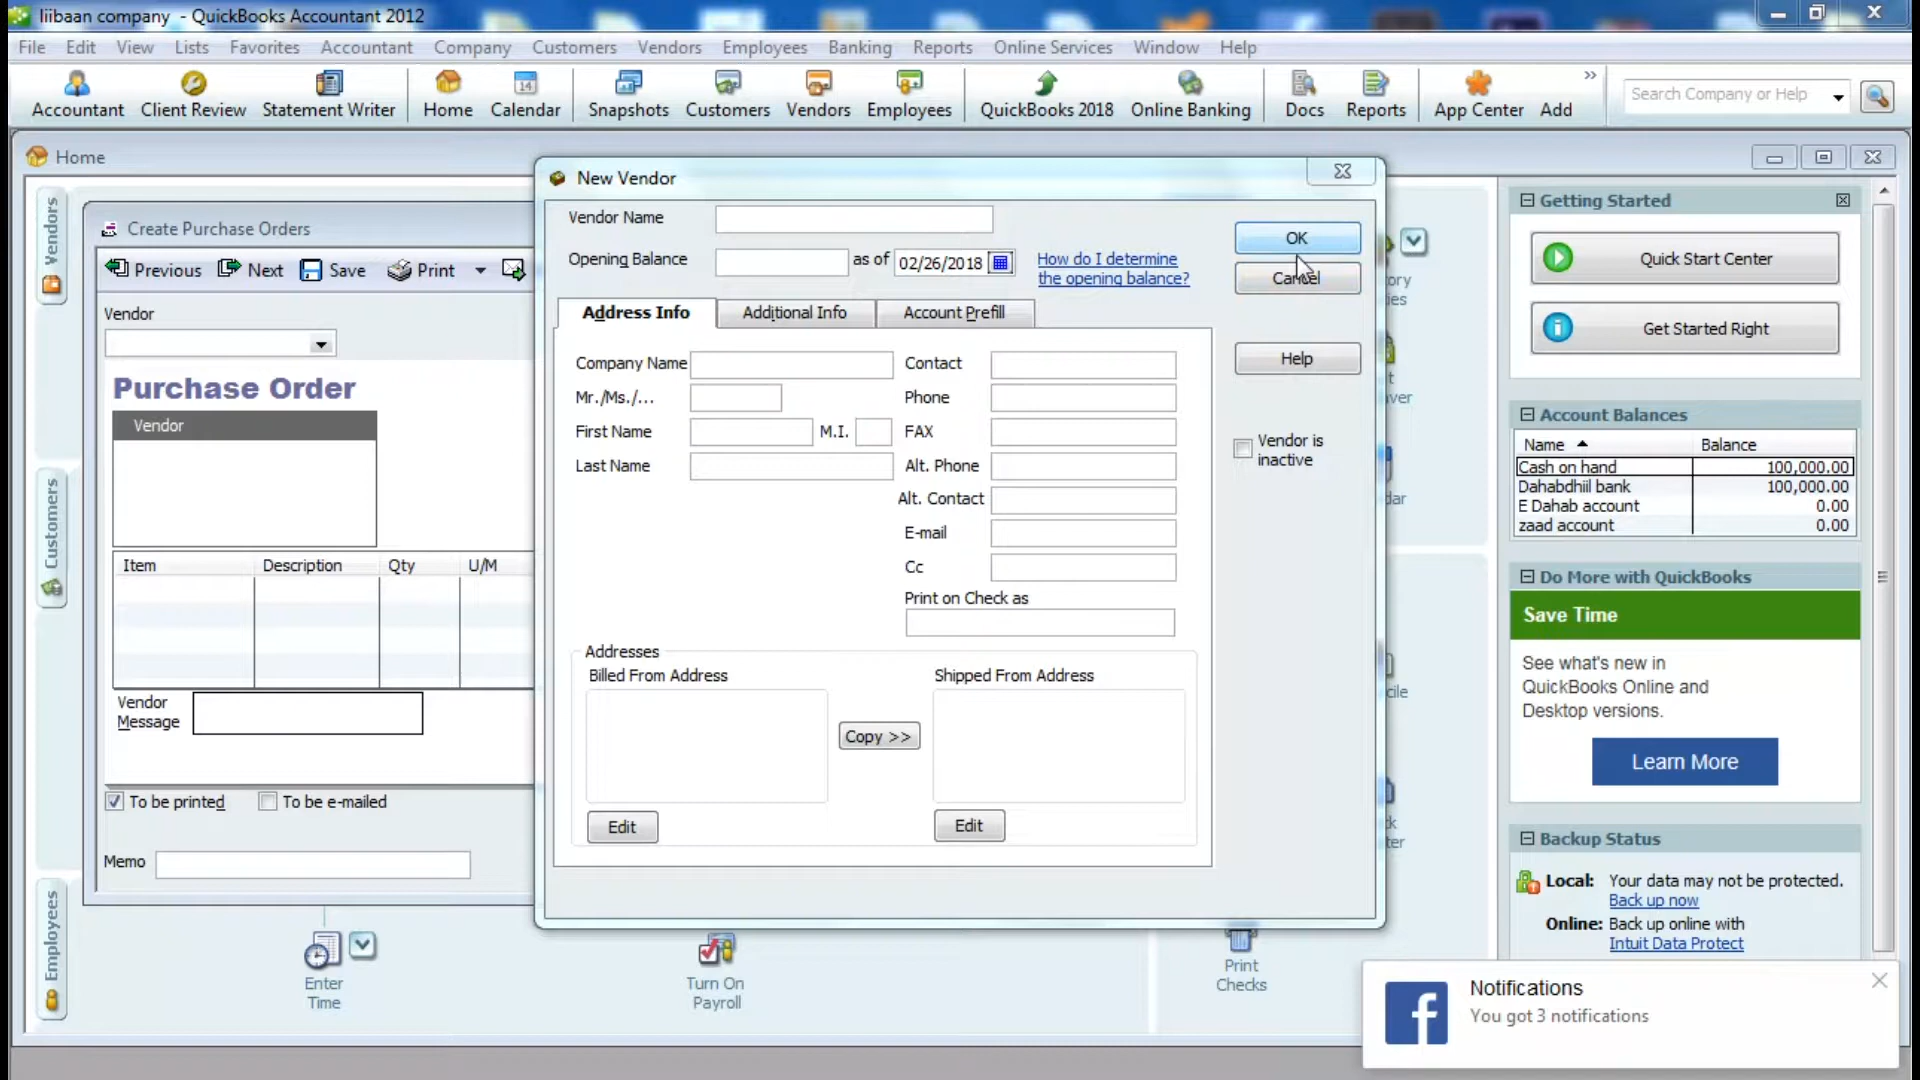 liibaan company - QuickBooks Accountant 2012
File Edit View Lists Favorites Accountant Company Customers Vendors Employees Banking Reports Online Services Window Help
Accountant Client Review Statement Writer Home Calendar Snapshots Customers Vendors Employees QuickBooks 2018 Online Banking Docs Reports App Center Add
Search Company or Help
14
Home
Vendors
Customers
Employees
Create Purchase Orders
Previous Next Save Print
Vendor
Purchase Order
Vendor
Item Description Qty U/M
Vendor
Message
To be printed To be e-mailed
Memo
New Vendor
Vendor Name
Opening Balance as of 02/26/2018
How do I determine
the opening balance?
OK
Cancel
Help
Vendor is
inactive
Address Info Additional Info Account Prefill
Company Name Contact
Mr./Ms./... Phone
First Name M.I. FAX
Last Name Alt. Phone
Alt. Contact
E-mail
Cc
Print on Check as
Addresses
Billed From Address Shipped From Address
Copy >>
Edit Edit
Enter
Time
Turn On
Payroll
Print
Checks
Getting Started
Quick Start Center
Get Started Right
Account Balances
Name Balance
Cash on hand 100,000.00
Dahabdhiil bank 100,000.00
E Dahab account 0.00
zaad account 0.00
Do More with QuickBooks
Save Time
See what's new in
QuickBooks Online and
Desktop versions.
Learn More
Backup Status
Local: Your data may not be protected.
Back up now
Online: Back up online with
Intuit Data Protect
Notifications
You got 3 notifications